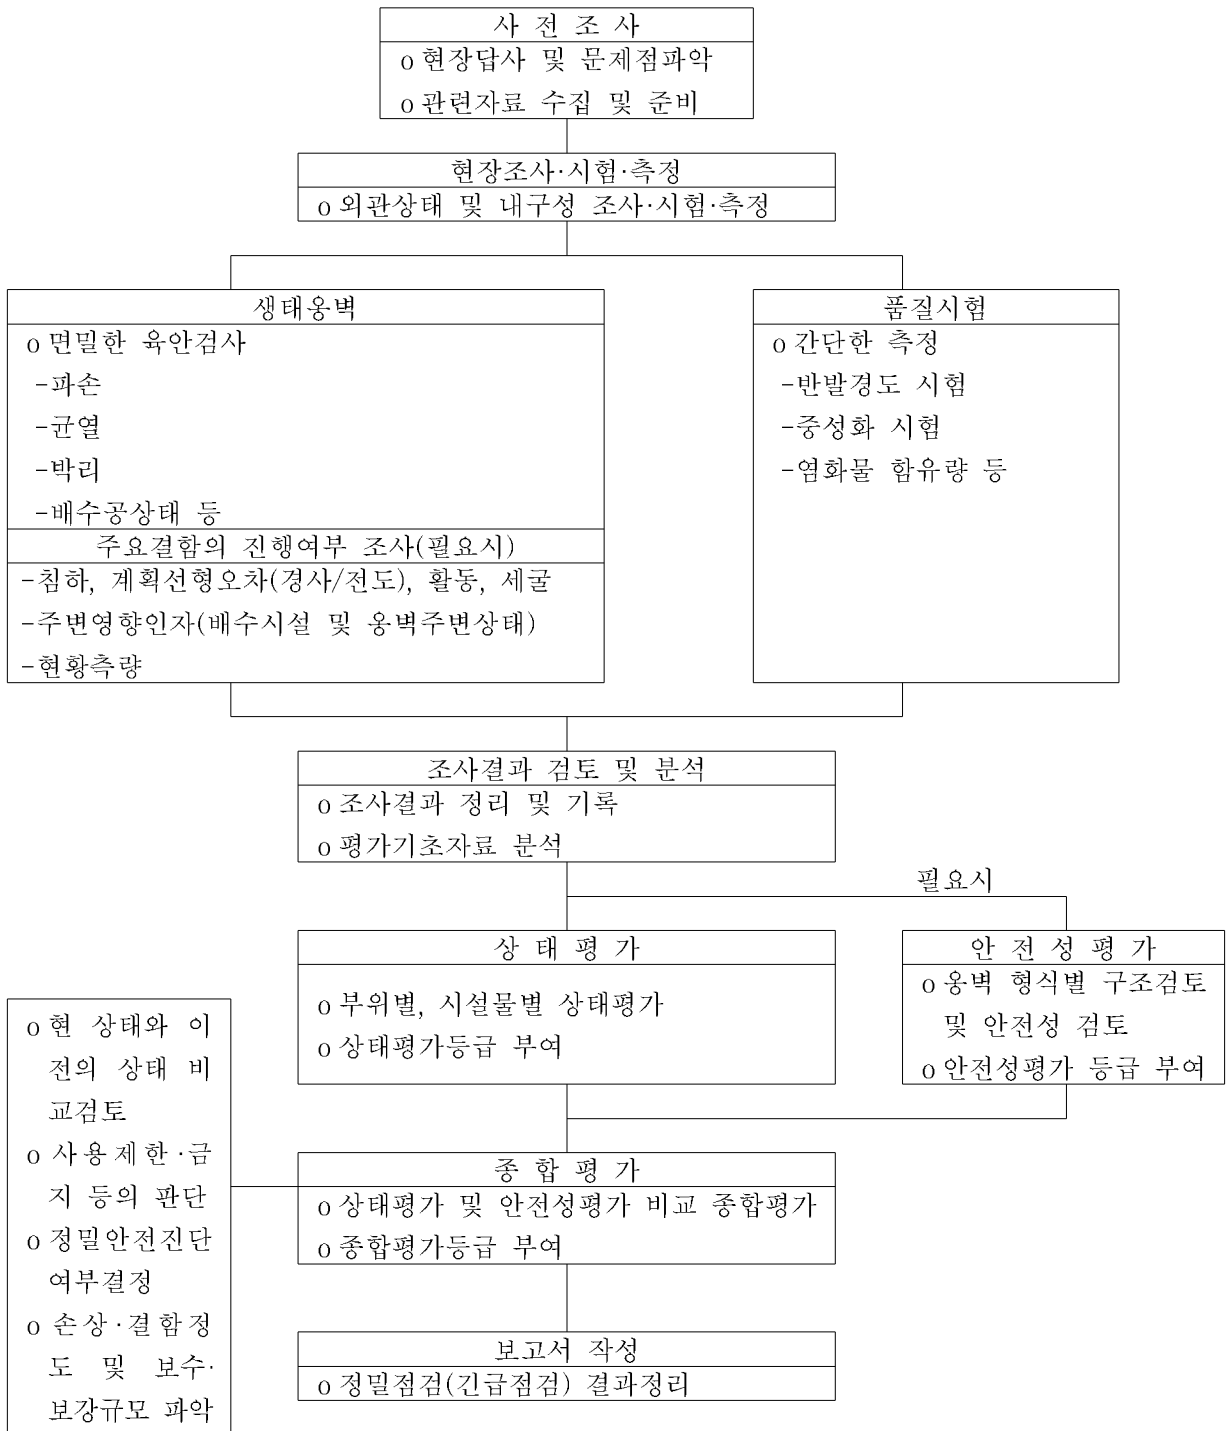 사 전 조 사
o 현장답사 및 문제점파악
o 관련자료 수집 및 준비
현장조사·시험·측정
o 외관상태 및 내구성 조사·시험·측정
생태옹벽
o 면밀한 육안검사
-파손
-균열
-박리
-배수공상태 등
주요결함의 진행여부 조사(필요시)
-침하, 계획선형오차(경사/전도), 활동, 세굴
-주변영향인자(배수시설 및 옹벽주변상태)
-현황측량
품질시험
o 간단한 측정
-반발경도 시험
-중성화 시험
-염화물 함유량 등
조사결과 검토 및 분석
o 조사결과 정리 및 기록
o 평가기초자료 분석
필요시
상 태 평 가
o 부위별, 시설물별 상태평가
o 상태평가등급 부여
안 전 성 평 가
o 옹벽 형식별 구조검토
및 안전성 검토
o 안전성평가 등급 부여
o 현 상태와 이
전의 상태 비
교검토
o 사용제한·금
지 등의 판단
o 정밀안전진단
여부결정
o 손상·결함정
도 및 보수·
보강규모 파악
종 합 평 가
o 상태평가 및 안전성평가 비교 종합평가
o 종합평가등급 부여
보고서 작성
o 정밀점검(긴급점검) 결과정리